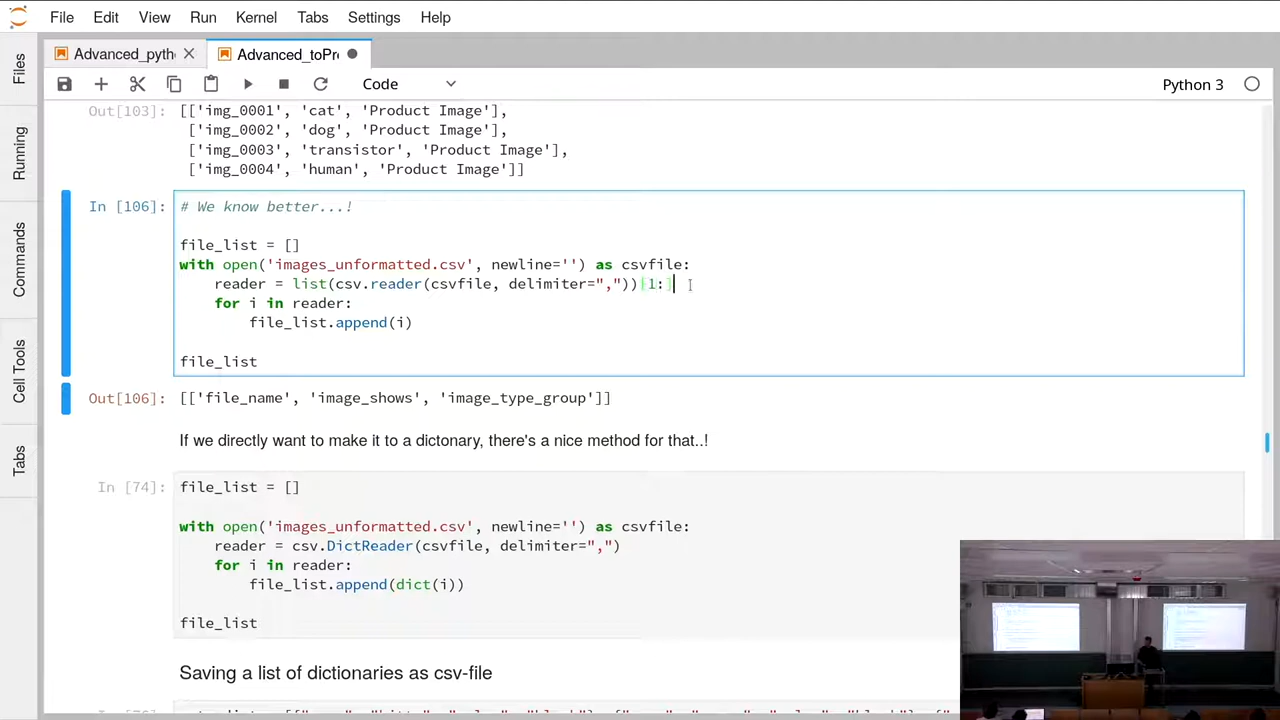 File Edit View Run Kernel Tabs Settings Help
Files
Running
Commands
Cell Tools
Tabs
Advanced_pyth
Advanced_toPr
Code
Python 3
Out[103]: [['img_0001', 'cat', 'Product Image'],
['img_0002', 'dog', 'Product Image'],
['img_0003', 'transistor', 'Product Image'],
['img_0004', 'human', 'Product Image']]
In [106]: # We know better...!
file_list = []
with open('images_unformatted.csv', newline='') as csvfile:
reader = list(csv.reader(csvfile, delimiter=","))[1:]
for i in reader:
file_list.append(i)
file_list
Out[106]: [['file_name', 'image_shows', 'image_type_group']]
If we directly want to make it to a dictonary, there's a nice method for that..!
In [74]: file_list = []
with open('images_unformatted.csv', newline='') as csvfile:
reader = csv.DictReader(csvfile, delimiter=",")
for i in reader:
file_list.append(dict(i))
file_list
Saving a list of dictionaries as csv-file